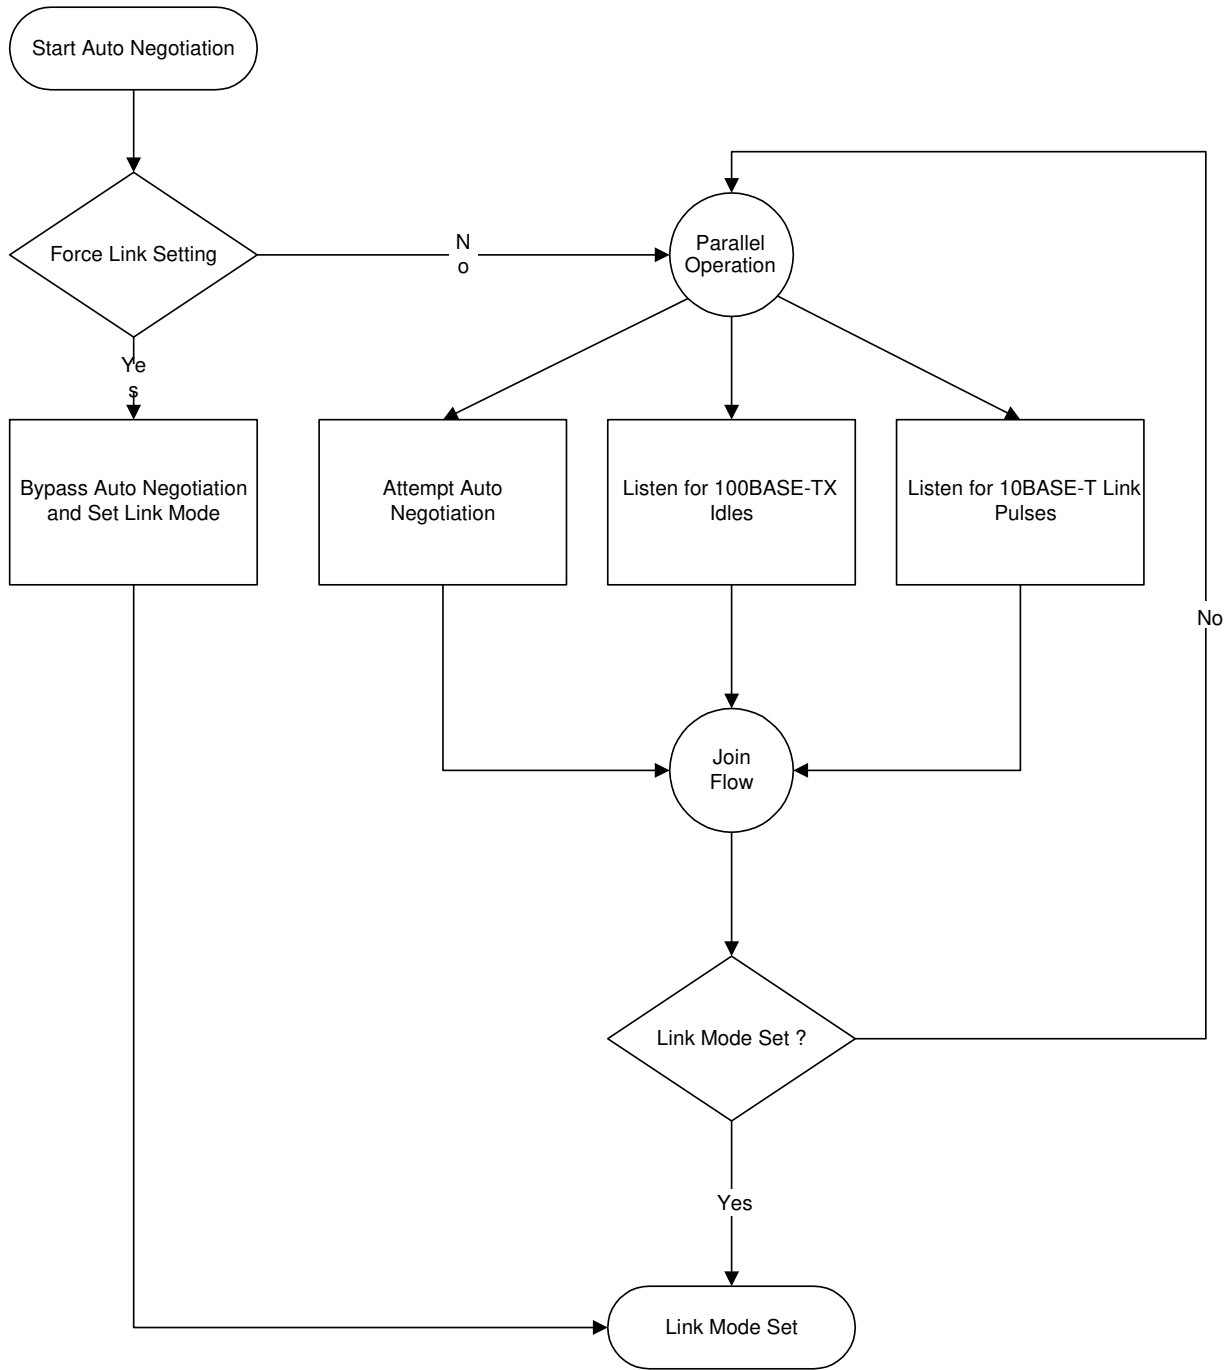 Start Auto Negotiation
Force Link Setting
N
o
Parallel
Operation
Ye
s
Bypass Auto Negotiation
and Set Link Mode
Attempt Auto
Negotiation
Listen for 100BASE-TX
Idles
Listen for 10BASE-T Link
Pulses
No
Join
Flow
Link Mode Set ?
Yes
Link Mode Set